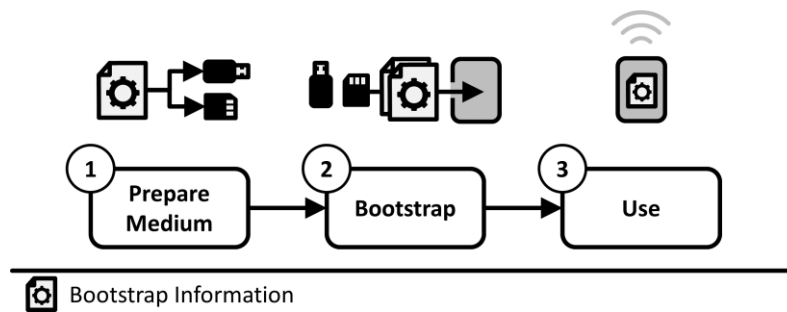 1
Prepare
Medium
2
Bootstrap
3
Use
Bootstrap Information